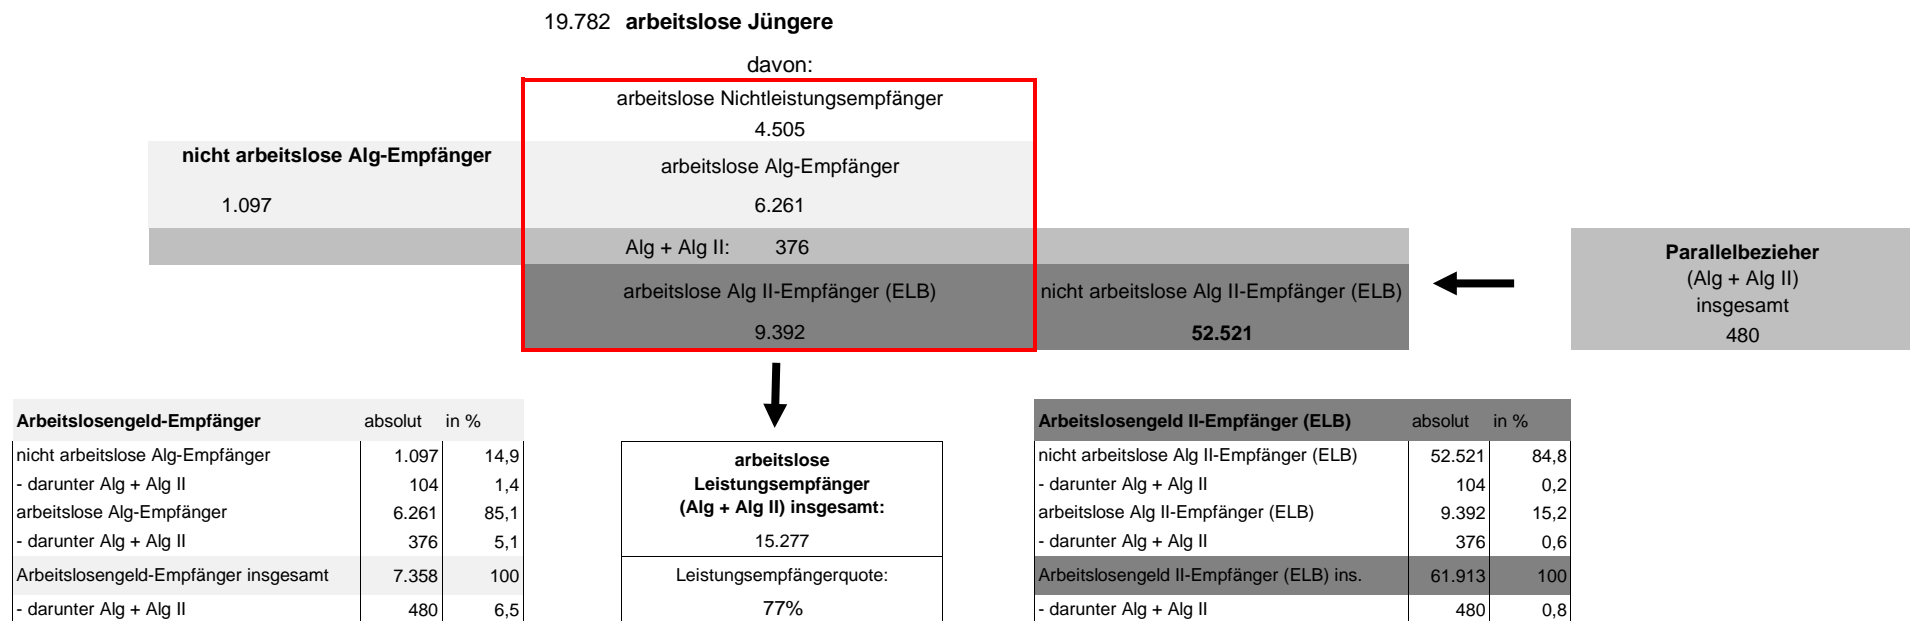 19.782 arbeitslose Jüngere
davon:
arbeitslose Nichtleistungsempfänger
4.505
nicht arbeitslose Alg-Empfänger
1.097
arbeitslose Alg-Empfänger
6.261
Alg + Alg II: 376
arbeitslose Alg II-Empfänger (ELB)
9.392
nicht arbeitslose Alg II-Empfänger (ELB)
52.521
Parallelbezieher
(Alg + Alg II)
insgesamt
480
Arbeitslosengeld-Empfänger absolut in %
nicht arbeitslose Alg-Empfänger 1.097 14,9
- darunter Alg + Alg II 104 1,4
arbeitslose Alg-Empfänger 6.261 85,1
- darunter Alg + Alg II 376 5,1
Arbeitslosengeld-Empfänger insgesamt 7.358 100
- darunter Alg + Alg II 480 6,5
arbeitslose
Leistungsempfänger
(Alg + Alg II) insgesamt:
15.277
Leistungsempfängerquote:
77%
Arbeitslosengeld II-Empfänger (ELB) absolut in %
nicht arbeitslose Alg II-Empfänger (ELB) 52.521 84,8
- darunter Alg + Alg II 104 0,2
arbeitslose Alg II-Empfänger (ELB) 9.392 15,2
- darunter Alg + Alg II 376 0,6
Arbeitslosengeld II-Empfänger (ELB) ins. 61.913 100
- darunter Alg + Alg II 480 0,8